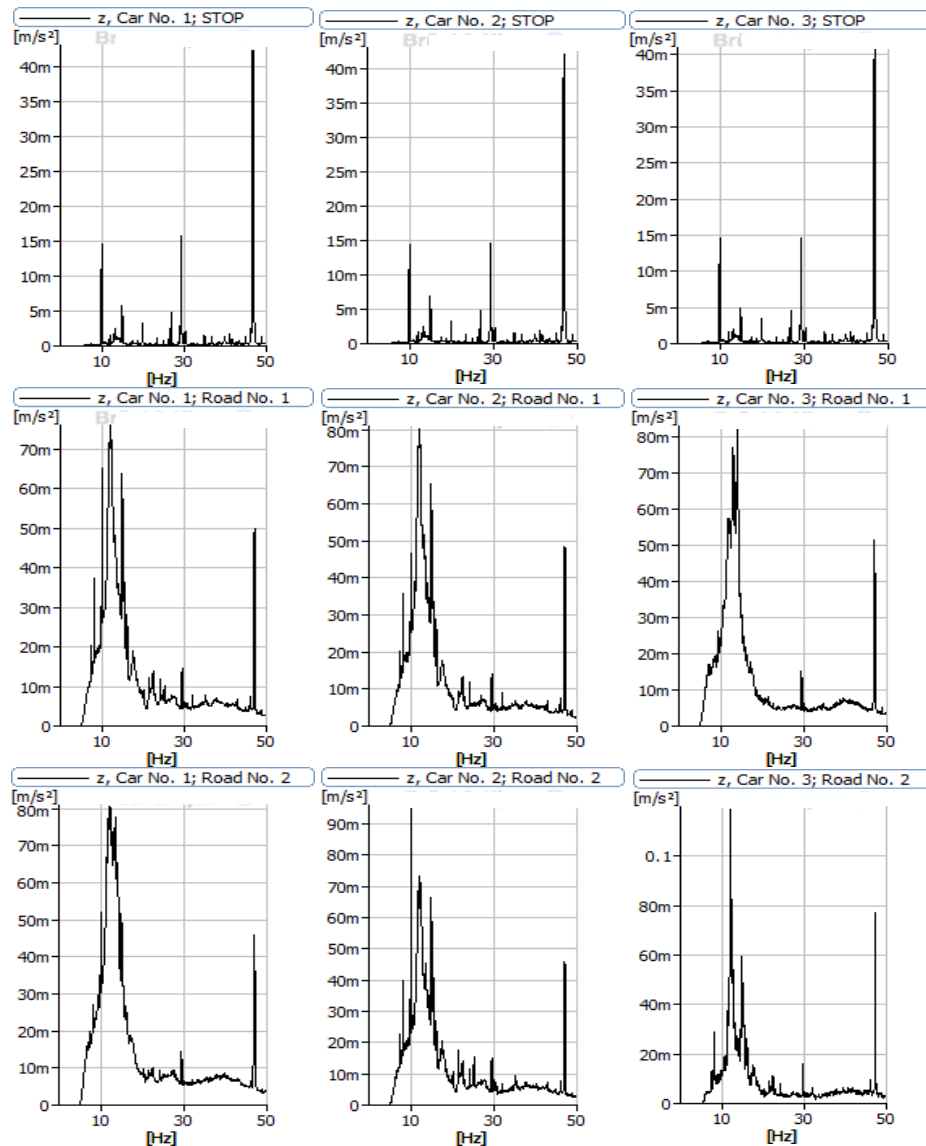 z, Car No. 1; STOP
[m/s²]
40m
35m
30m
25m
20m
15m
10m
5m
0
10 30 50
[Hz]
z, Car No. 2; STOP
[m/s²]
40m
35m
30m
25m
20m
15m
10m
5m
0
10 30 50
[Hz]
z, Car No. 3; STOP
[m/s²]
40m
35m
30m
25m
20m
15m
10m
5m
0
10 30 50
[Hz]
z, Car No. 1; Road No. 1
[m/s²]
70m
60m
50m
40m
30m
20m
10m
0
10 30 50
[Hz]
z, Car No. 2; Road No. 1
[m/s²]
80m
70m
60m
50m
40m
30m
20m
10m
0
10 30 50
[Hz]
z, Car No. 3; Road No. 1
[m/s²]
80m
70m
60m
50m
40m
30m
20m
10m
0
10 30 50
[Hz]
z, Car No. 1; Road No. 2
[m/s²]
80m
70m
60m
50m
40m
30m
20m
10m
0
10 30 50
[Hz]
z, Car No. 2; Road No. 2
[m/s²]
90m
80m
70m
60m
50m
40m
30m
20m
10m
0
10 30 50
[Hz]
z, Car No. 3; Road No. 2
[m/s²]
0.1
80m
60m
40m
20m
0
10 30 50
[Hz]